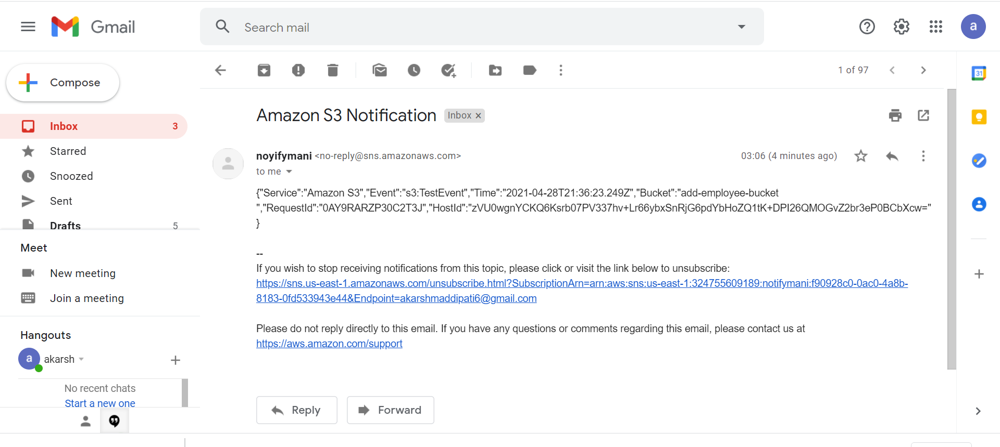 Gmail
Search mail
a
Compose
1 of 97
31
Inbox 3
Starred
Snoozed
Sent
Drafts 5
Meet
New meeting
Join a meeting
Hangouts
a akarsh
No recent chats
Start a new one
Amazon S3 Notification Inbox
noyifymani <no-reply@sns.amazonaws.com> 03:06 (4 minutes ago)
to me
{"Service":"Amazon S3","Event":"s3:TestEvent","Time":"2021-04-28T21:36:23.249Z","Bucket":"add-employee-bucket
","RequestId":"0AY9RARZP30C2T3J","HostId":"zVU0wgnYCKQ6Ksrb07PV337hv+Lr66ybxSnRjG6pdYbHoZQ1tK+DPI26QMOGvZ2br3eP0BCbXcw="
}
--
If you wish to stop receiving notifications from this topic, please click or visit the link below to unsubscribe:
https://sns.us-east-1.amazonaws.com/unsubscribe.html?SubscriptionArn=arn:aws:sns:us-east-1:324755609189:notifymani:f90928c0-0ac0-4a8b-
8183-0fd533943e44&Endpoint=akarshmaddipati6@gmail.com
Please do not reply directly to this email. If you have any questions or comments regarding this email, please contact us at
https://aws.amazon.com/support
Reply
Forward